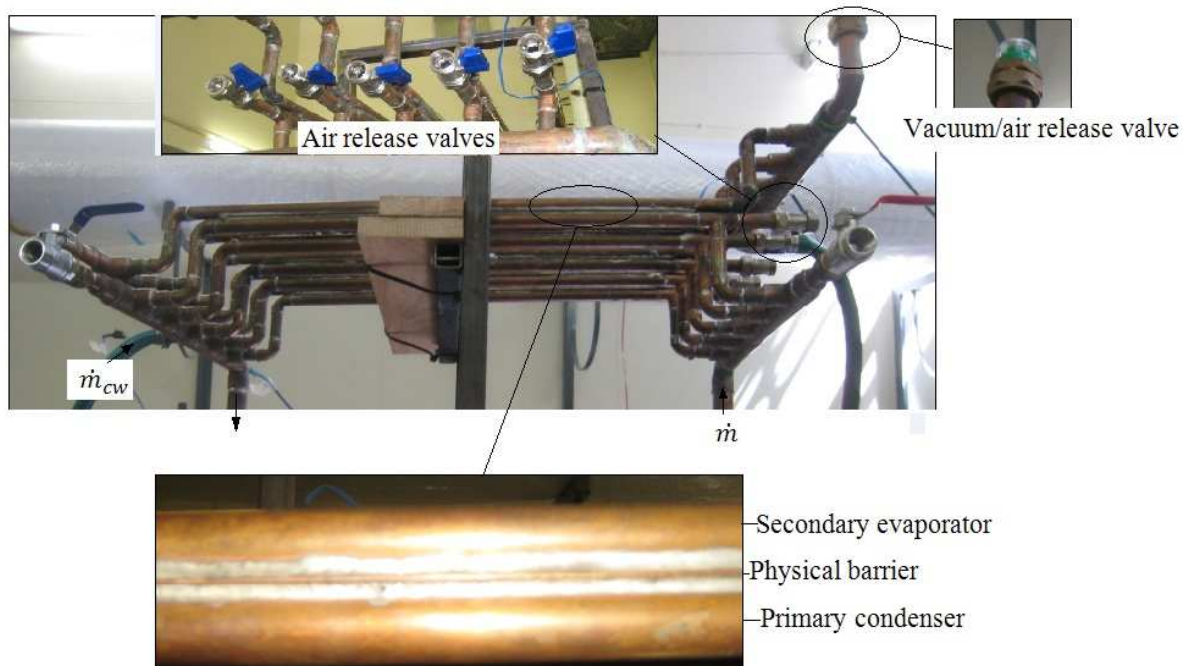 Air release valves
Vacuum/air release valve
ṁcw
ṁ
Secondary evaporator
Physical barrier
Primary condenser